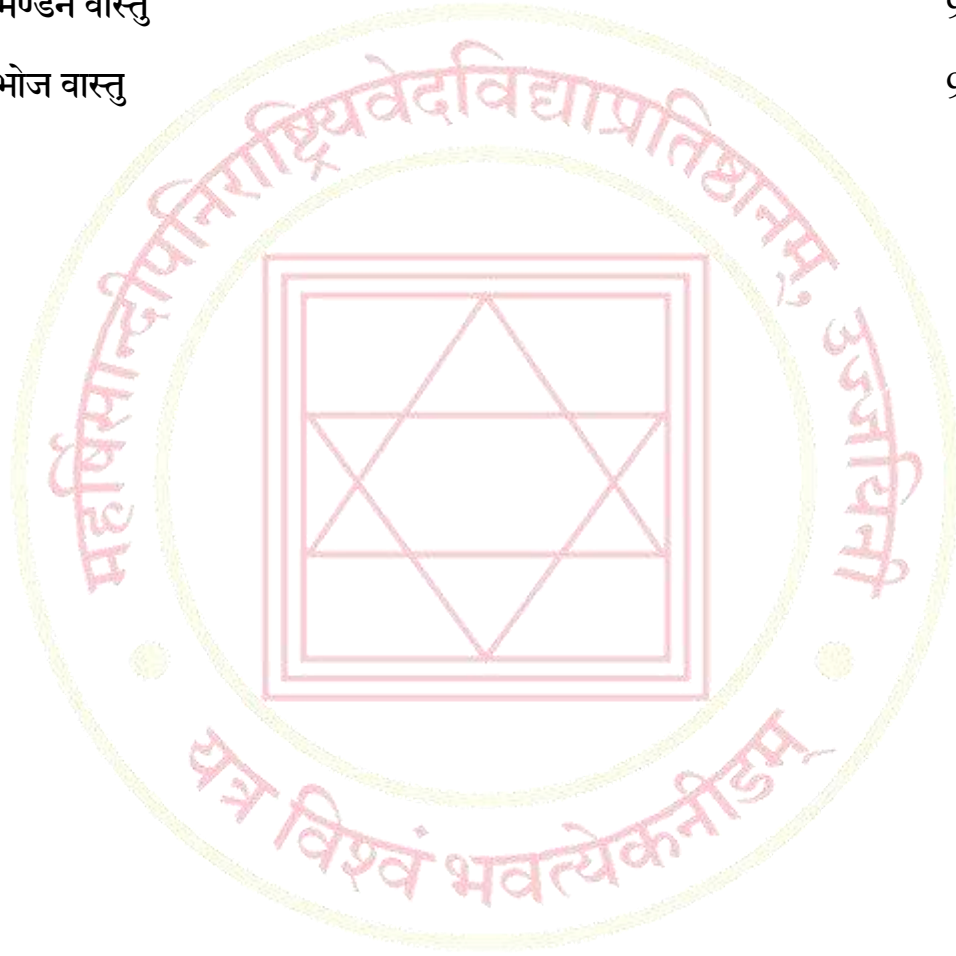 मण्डन वास्तु
भोज वास्तु
महर्षिसान्दीपनिराष्ट्रियवेदविद्याप्रतिष्ठानम्, उज्जयिनी
यत्र विश्वं भवत्येकनीडम्